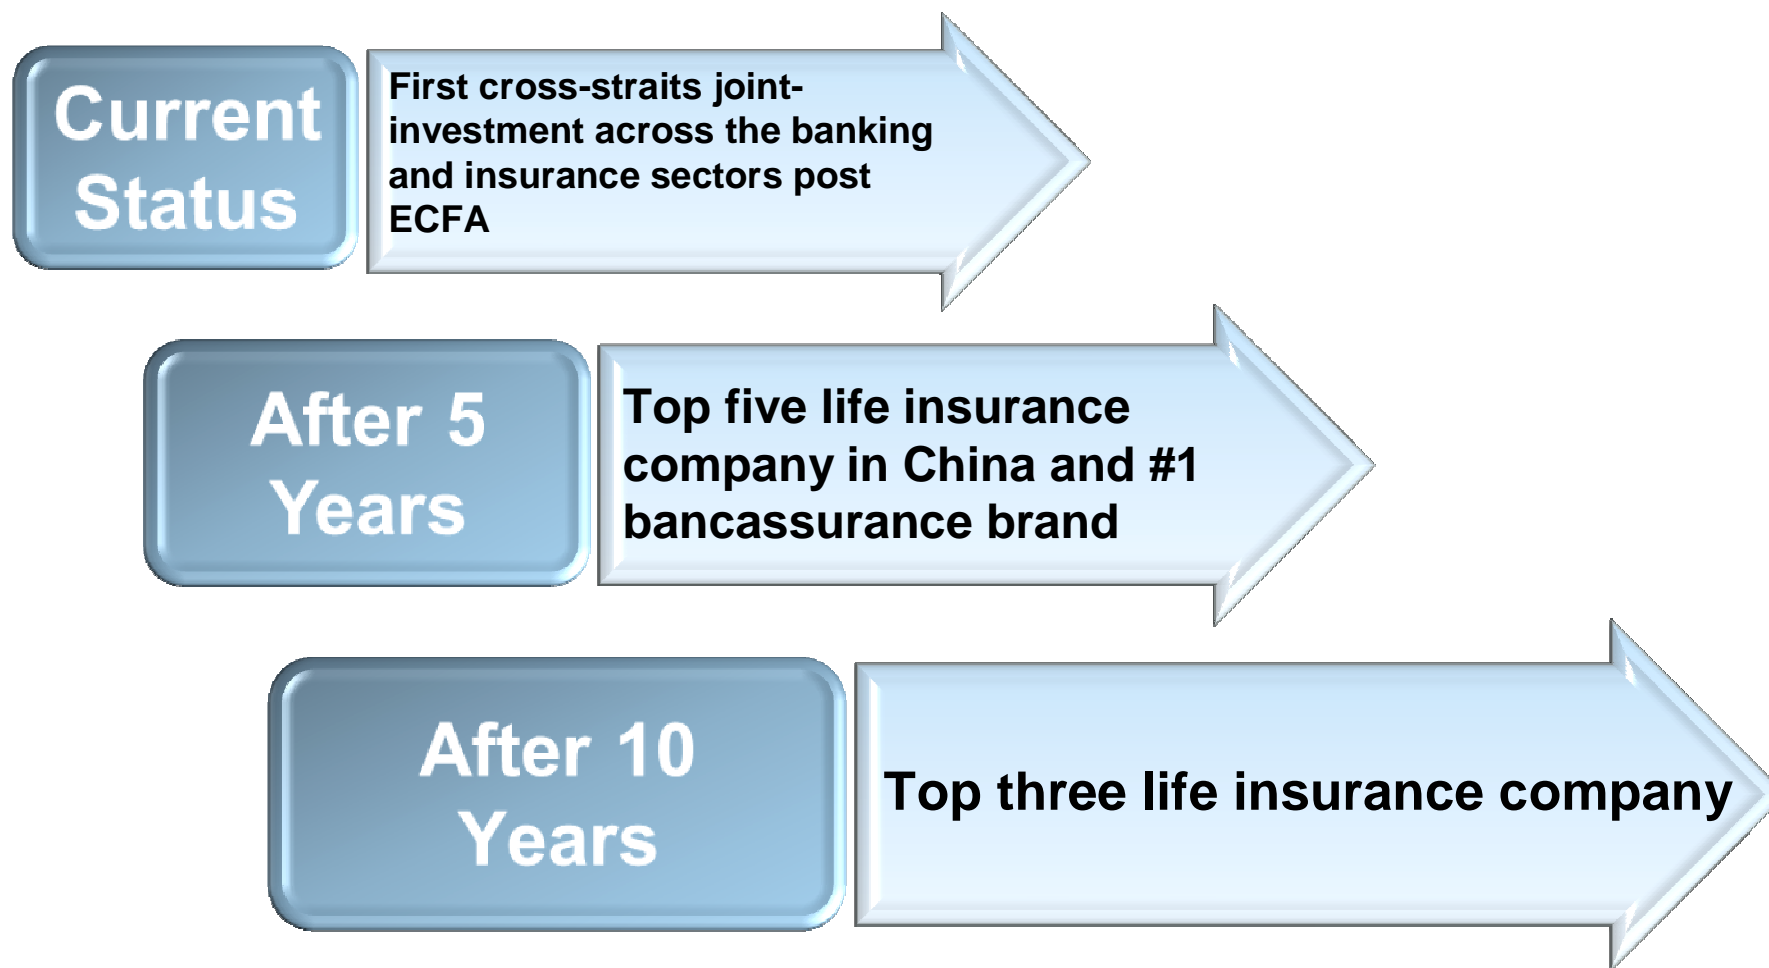 Current
Status
First cross-straits joint-
investment across the banking
and insurance sectors post
ECFA
After 5
Years
Top five life insurance
company in China and #1
bancassurance brand
After 10
Years
Top three life insurance company